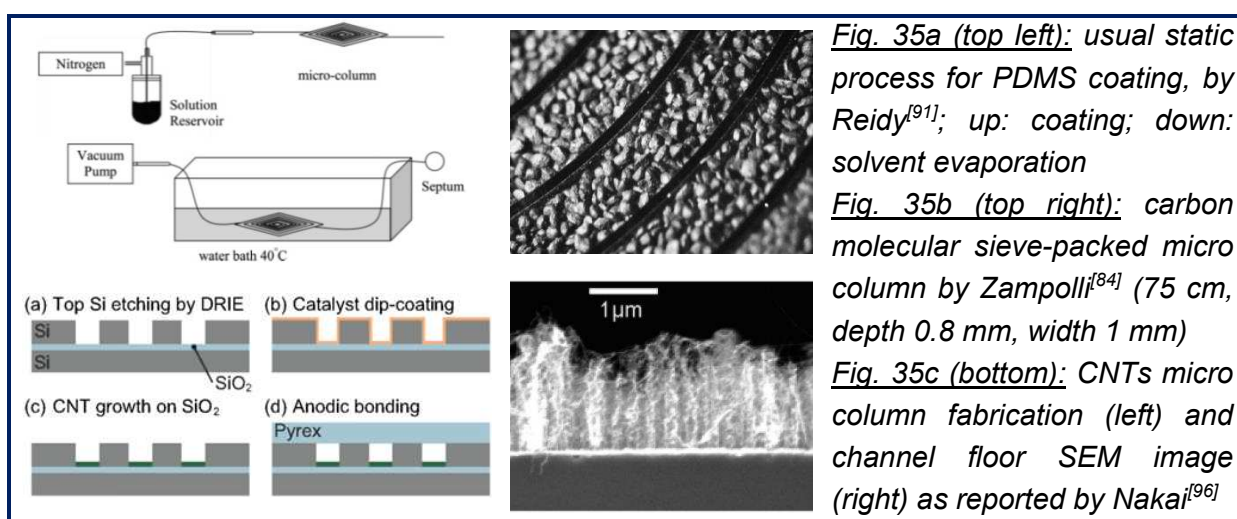 Nitrogen
Solution
Reservoir
micro-column
Vacuum
Pump
Septum
water bath 40°C
(a) Top Si etching by DRIE
Si
Si
SiO2
(b) Catalyst dip-coating
(c) CNT growth on SiO2
(d) Anodic bonding
Pyrex
1µm
Fig. 35a (top left): usual static
process for PDMS coating, by
Reidy[91]; up: coating; down:
solvent evaporation
Fig. 35b (top right): carbon
molecular sieve-packed micro
column by Zampolli[84] (75 cm,
depth 0.8 mm, width 1 mm)
Fig. 35c (bottom): CNTs micro
column fabrication (left) and
channel floor SEM image
(right) as reported by Nakai[96]